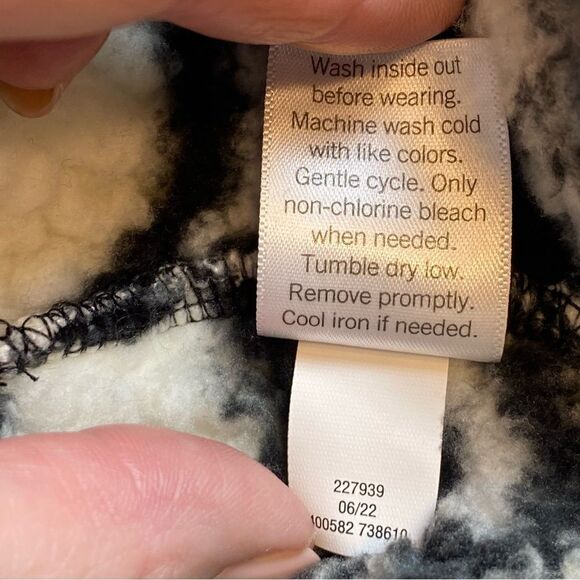 Wash inside out
before wearing.
Machine wash cold
with like colors.
Gentle cycle. Only
non-chlorine bleach
when needed.
Tumble dry low.
Remove promptly.
Cool iron if needed.
227939
06/22
738610